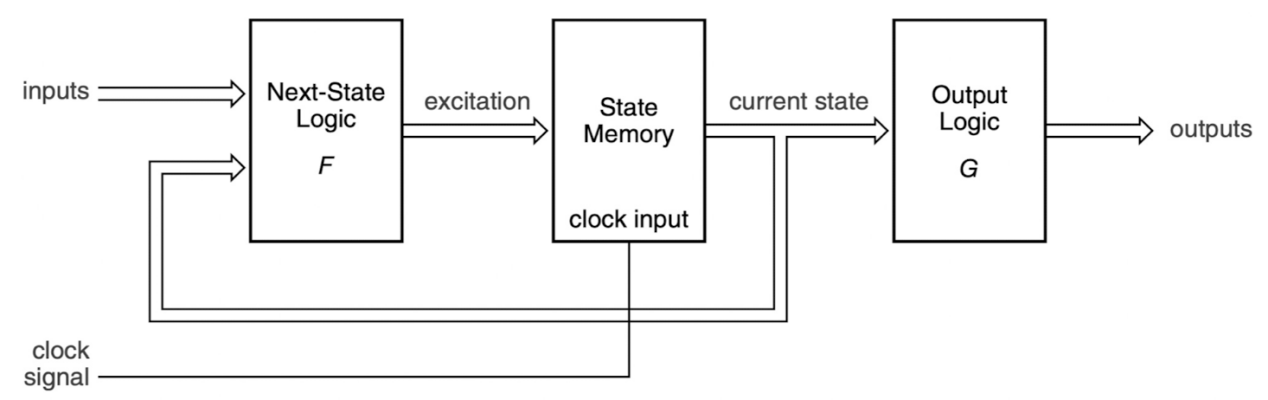 inputs
Next-State
Logic
F
excitation
State
Memory
clock input
current state
Output
Logic
G
outputs
clock
signal